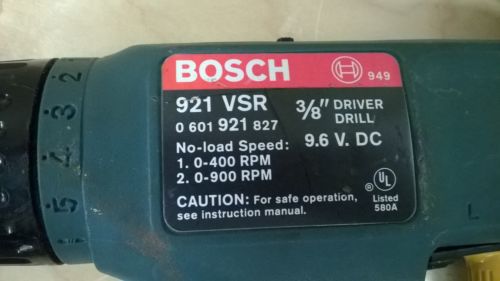 BOSCH
949
921 VSR
3/8" DRIVER
DRILL
0 601 921 827
9.6 V. DC
No-load Speed:
1. 0-400 RPM
2. 0-900 RPM
CAUTION: For safe operation,
see instruction manual.
® UL
Listed
580A
2
3
4
5
L